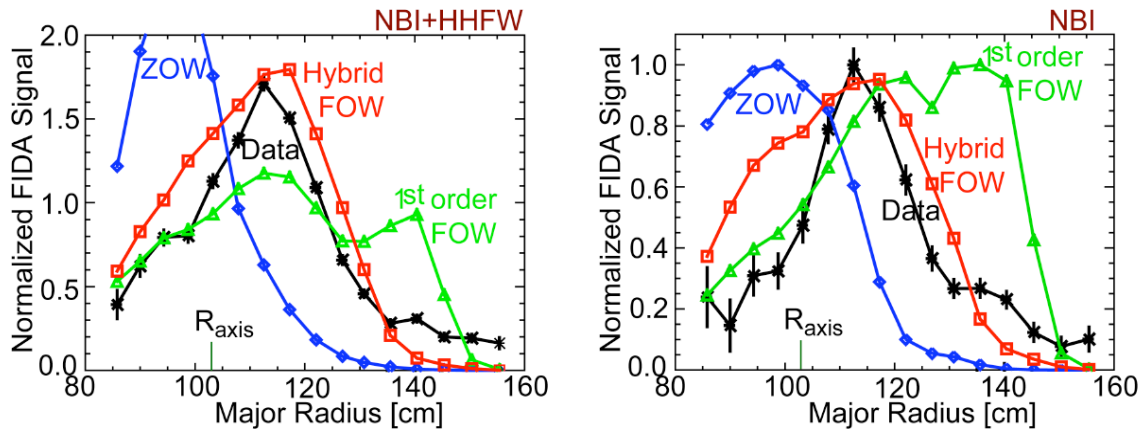 NBI+HHFW
Normalized FIDA Signal
2.0
1.5
1.0
0.5
0.0
ZOW
Hybrid
FOW
Data
1st order
FOW
Raxis
80
100
120
140
160
Major Radius [cm]
NBI
Normalized FIDA Signal
1.0
0.8
0.6
0.4
0.2
0.0
ZOW
1st order
FOW
Hybrid
FOW
Data
Raxis
80
100
120
140
160
Major Radius [cm]